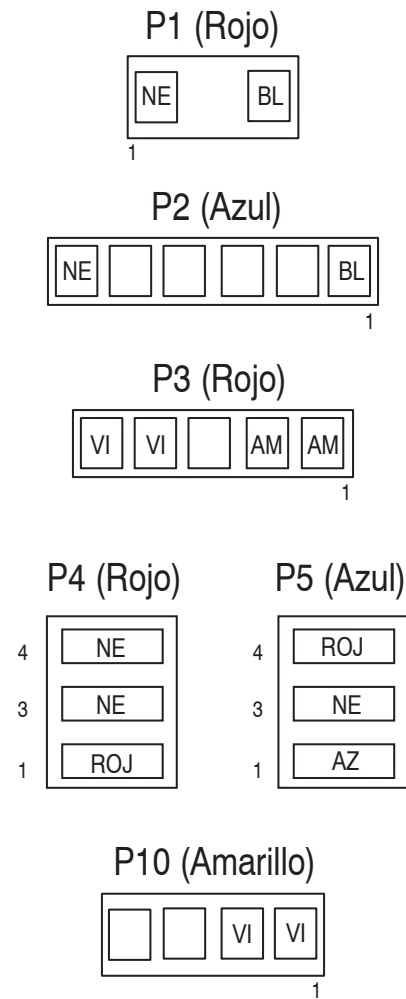 P1 (Rojo)
NE BL
1
P2 (Azul)
NE BL
1
P3 (Rojo)
VI VI AM AM
1
P4 (Rojo)
4 NE
3 NE
1 ROJ
P5 (Azul)
4 ROJ
3 NE
1 AZ
P10 (Amarillo)
VI VI
1